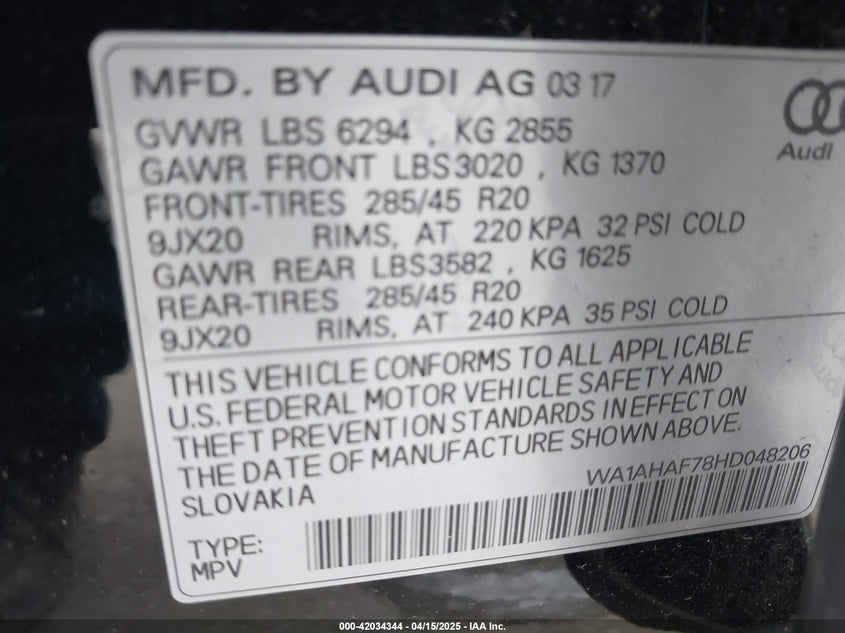 MFD. BY AUDI AG 03 17
GVWR LBS 6294 , KG 2855
GAWR FRONT LBS3020 , KG 1370
FRONT-TIRES 285/45 R20
9JX20 RIMS, AT 220 KPA 32 PSI COLD
GAWR REAR LBS3582 , KG 1625
REAR-TIRES 285/45 R20
9JX20 RIMS, AT 240 KPA 35 PSI COLD
Audi
THIS VEHICLE CONFORMS TO ALL APPLICABLE
U.S. FEDERAL MOTOR VEHICLE SAFETY AND
THEFT PREVENTION STANDARDS IN EFFECT ON
THE DATE OF MANUFACTURE SHOWN ABOVE.
SLOVAKIA
WA1AHAF78HD048206
TYPE:
MPV
000-42034344 - 04/15/2025 - IAA Inc.